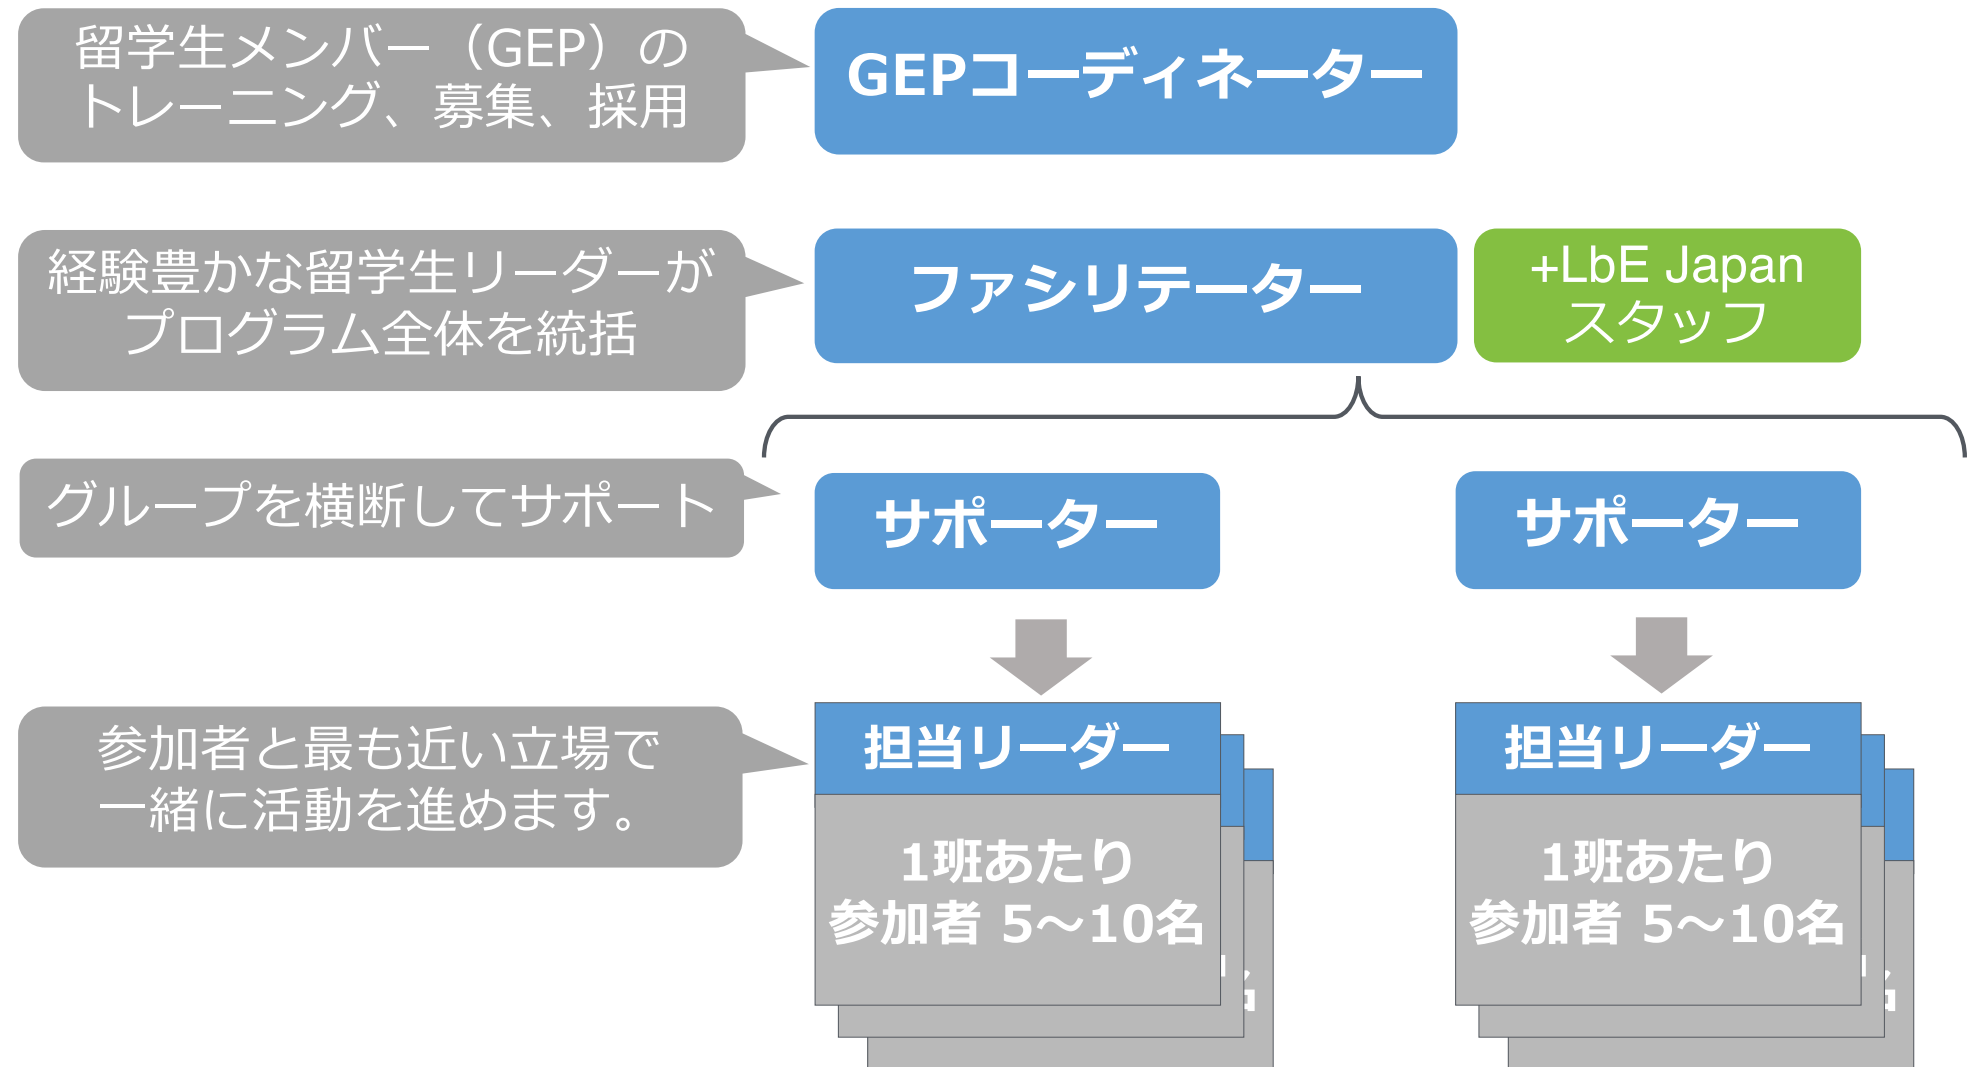 留学生メンバー（GEP）の
トレーニング、募集、採用
GEPコーディネーター
経験豊かな留学生リーダーが
プログラム全体を統括
ファシリテーター
+LbE Japan
スタッフ
グループを横断してサポート
サポーター
サポーター
参加者と最も近い立場で
一緒に活動を進めます。
担当リーダー
1班あたり
参加者 5〜10名
担当リーダー
1班あたり
参加者 5〜10名